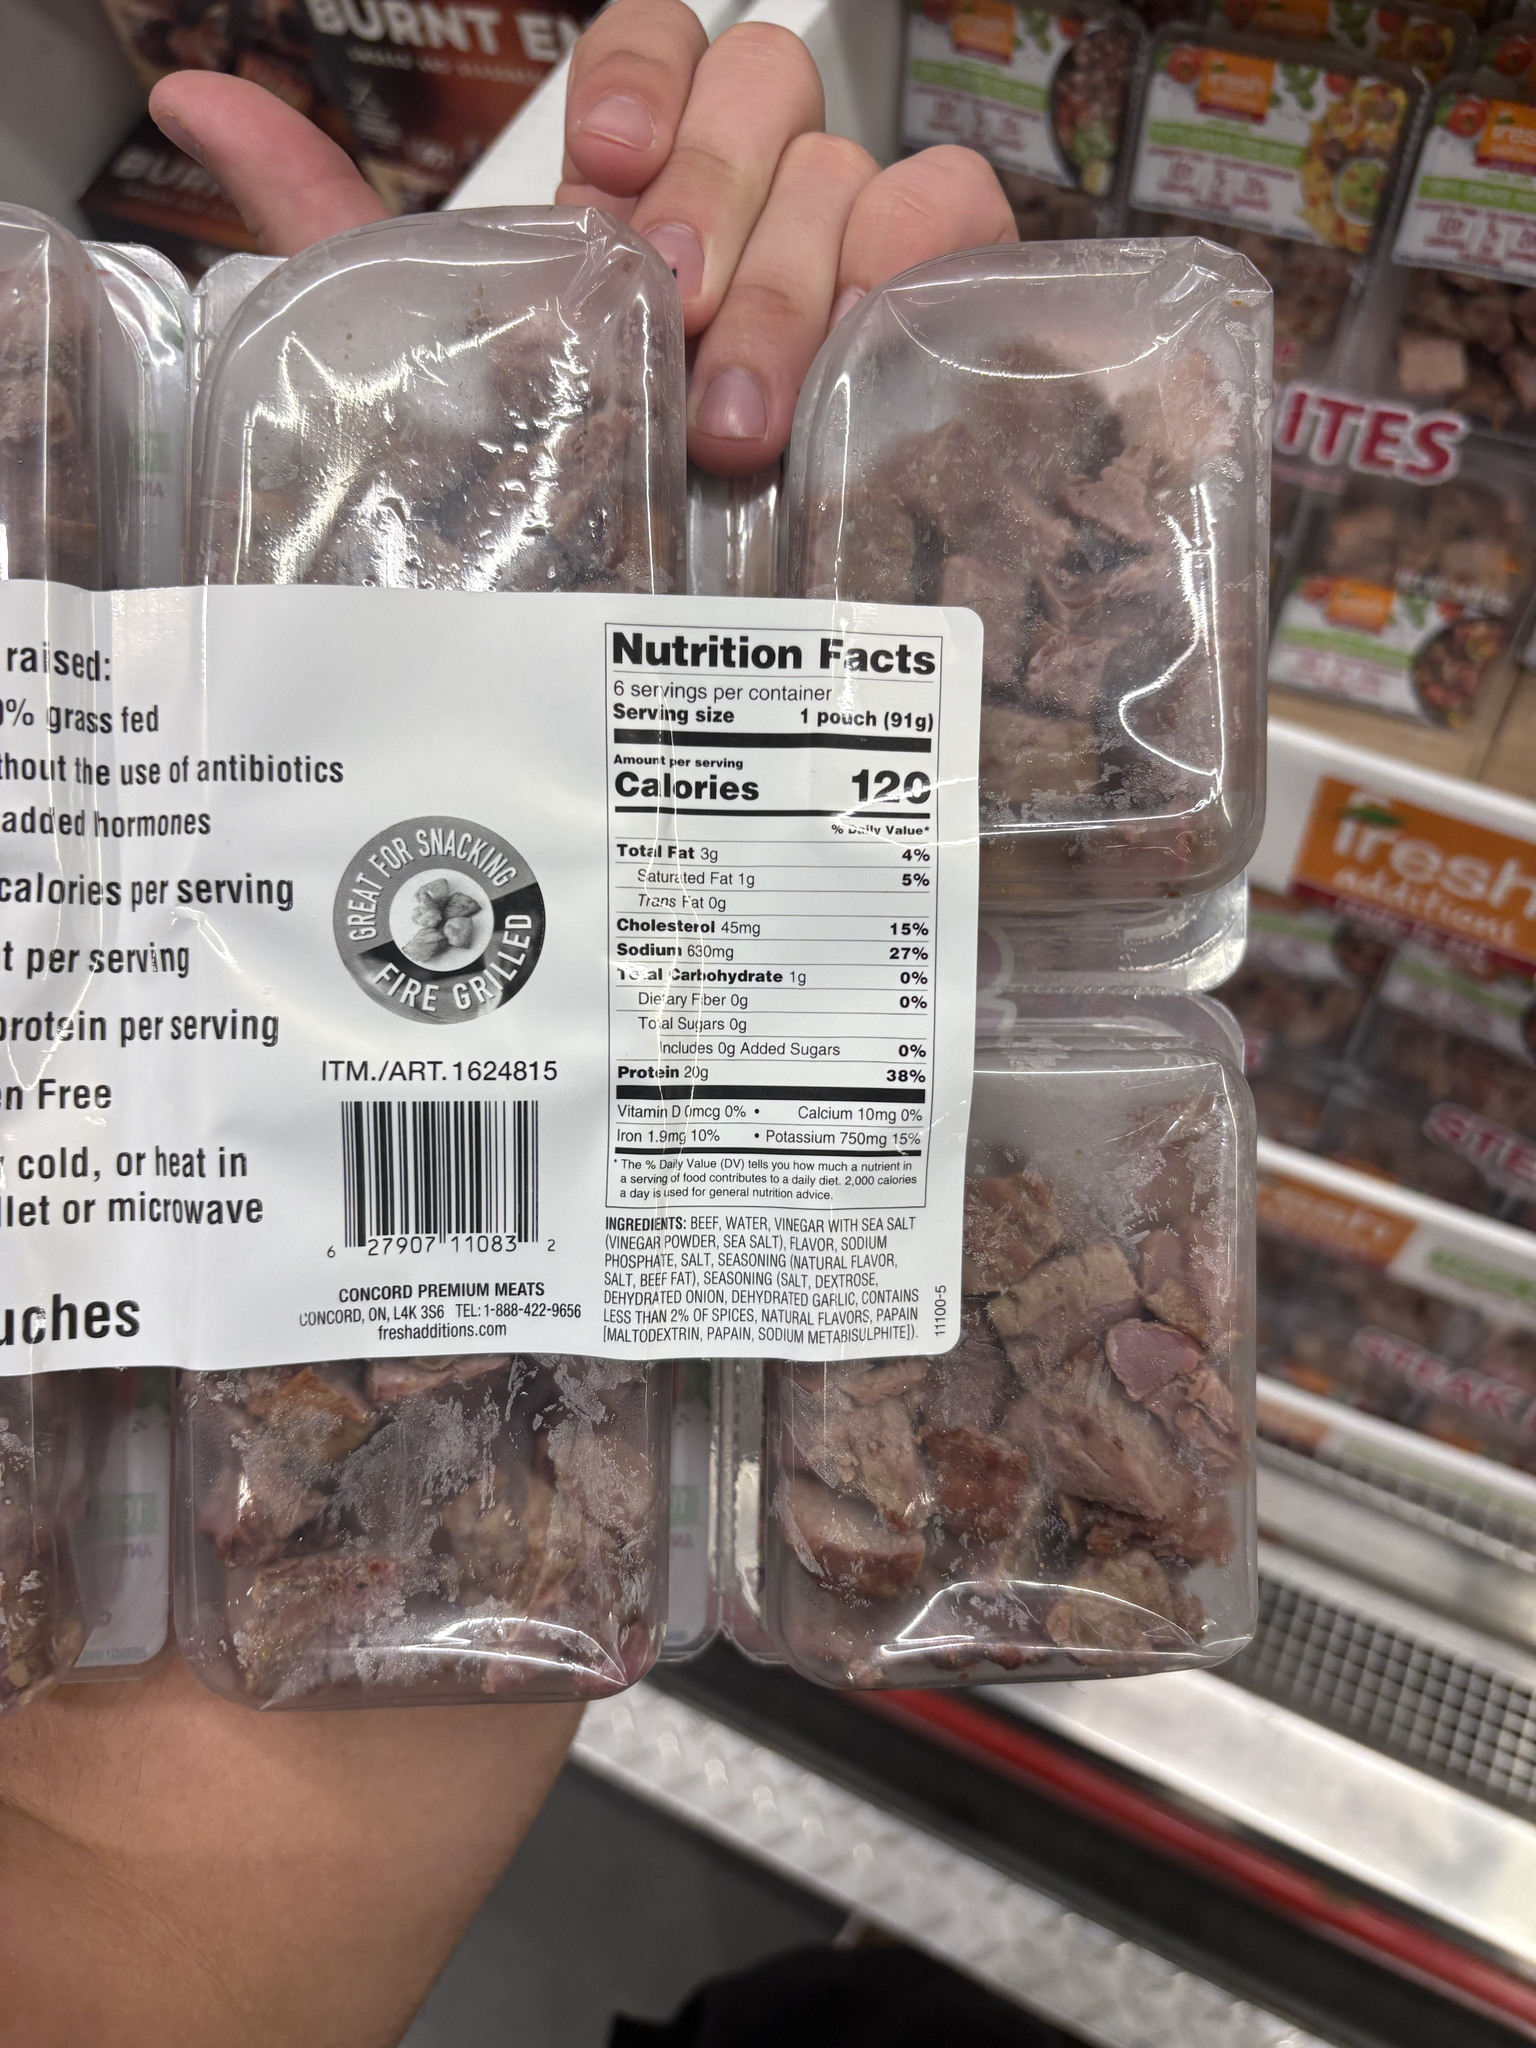 BURNT EN
BUR
ITES
fresh
additions
STE
STEAK
raised:
% grass fed
thout the use of antibiotics
added hormones
calories per serving
t per serving
protein per serving
en Free
cold, or heat in
llet or microwave
uches
GREAT FOR SNACKING
FIRE GRILLED
ITM./ART. 1624815
6 27907 11083 2
CONCORD PREMIUM MEATS
CONCORD, ON, L4K 3S6 TEL: 1-888-422-9656
freshadditions.com
Nutrition Facts
6 servings per container
Serving size 1 pouch (91g)
Amount per serving
Calories 120
% Daily Value*
Total Fat 3g 4%
Saturated Fat 1g 5%
Trans Fat 0g
Cholesterol 45mg 15%
Sodium 630mg 27%
Total Carbohydrate 1g 0%
Dietary Fiber 0g 0%
Total Sugars 0g
Includes 0g Added Sugars 0%
Protein 20g 38%
Vitamin D 0mcg 0% • Calcium 10mg 0%
Iron 1.9mg 10% • Potassium 750mg 15%
* The % Daily Value (DV) tells you how much a nutrient in
a serving of food contributes to a daily diet. 2,000 calories
a day is used for general nutrition advice.
INGREDIENTS: BEEF, WATER, VINEGAR WITH SEA SALT
(VINEGAR POWDER, SEA SALT), FLAVOR, SODIUM
PHOSPHATE, SALT, SEASONING (NATURAL FLAVOR,
SALT, BEEF FAT), SEASONING (SALT, DEXTROSE,
DEHYDRATED ONION, DEHYDRATED GARLIC, CONTAINS
LESS THAN 2% OF SPICES, NATURAL FLAVORS, PAPAIN
[MALTODEXTRIN, PAPAIN, SODIUM METABISULPHITE]).
11100-5